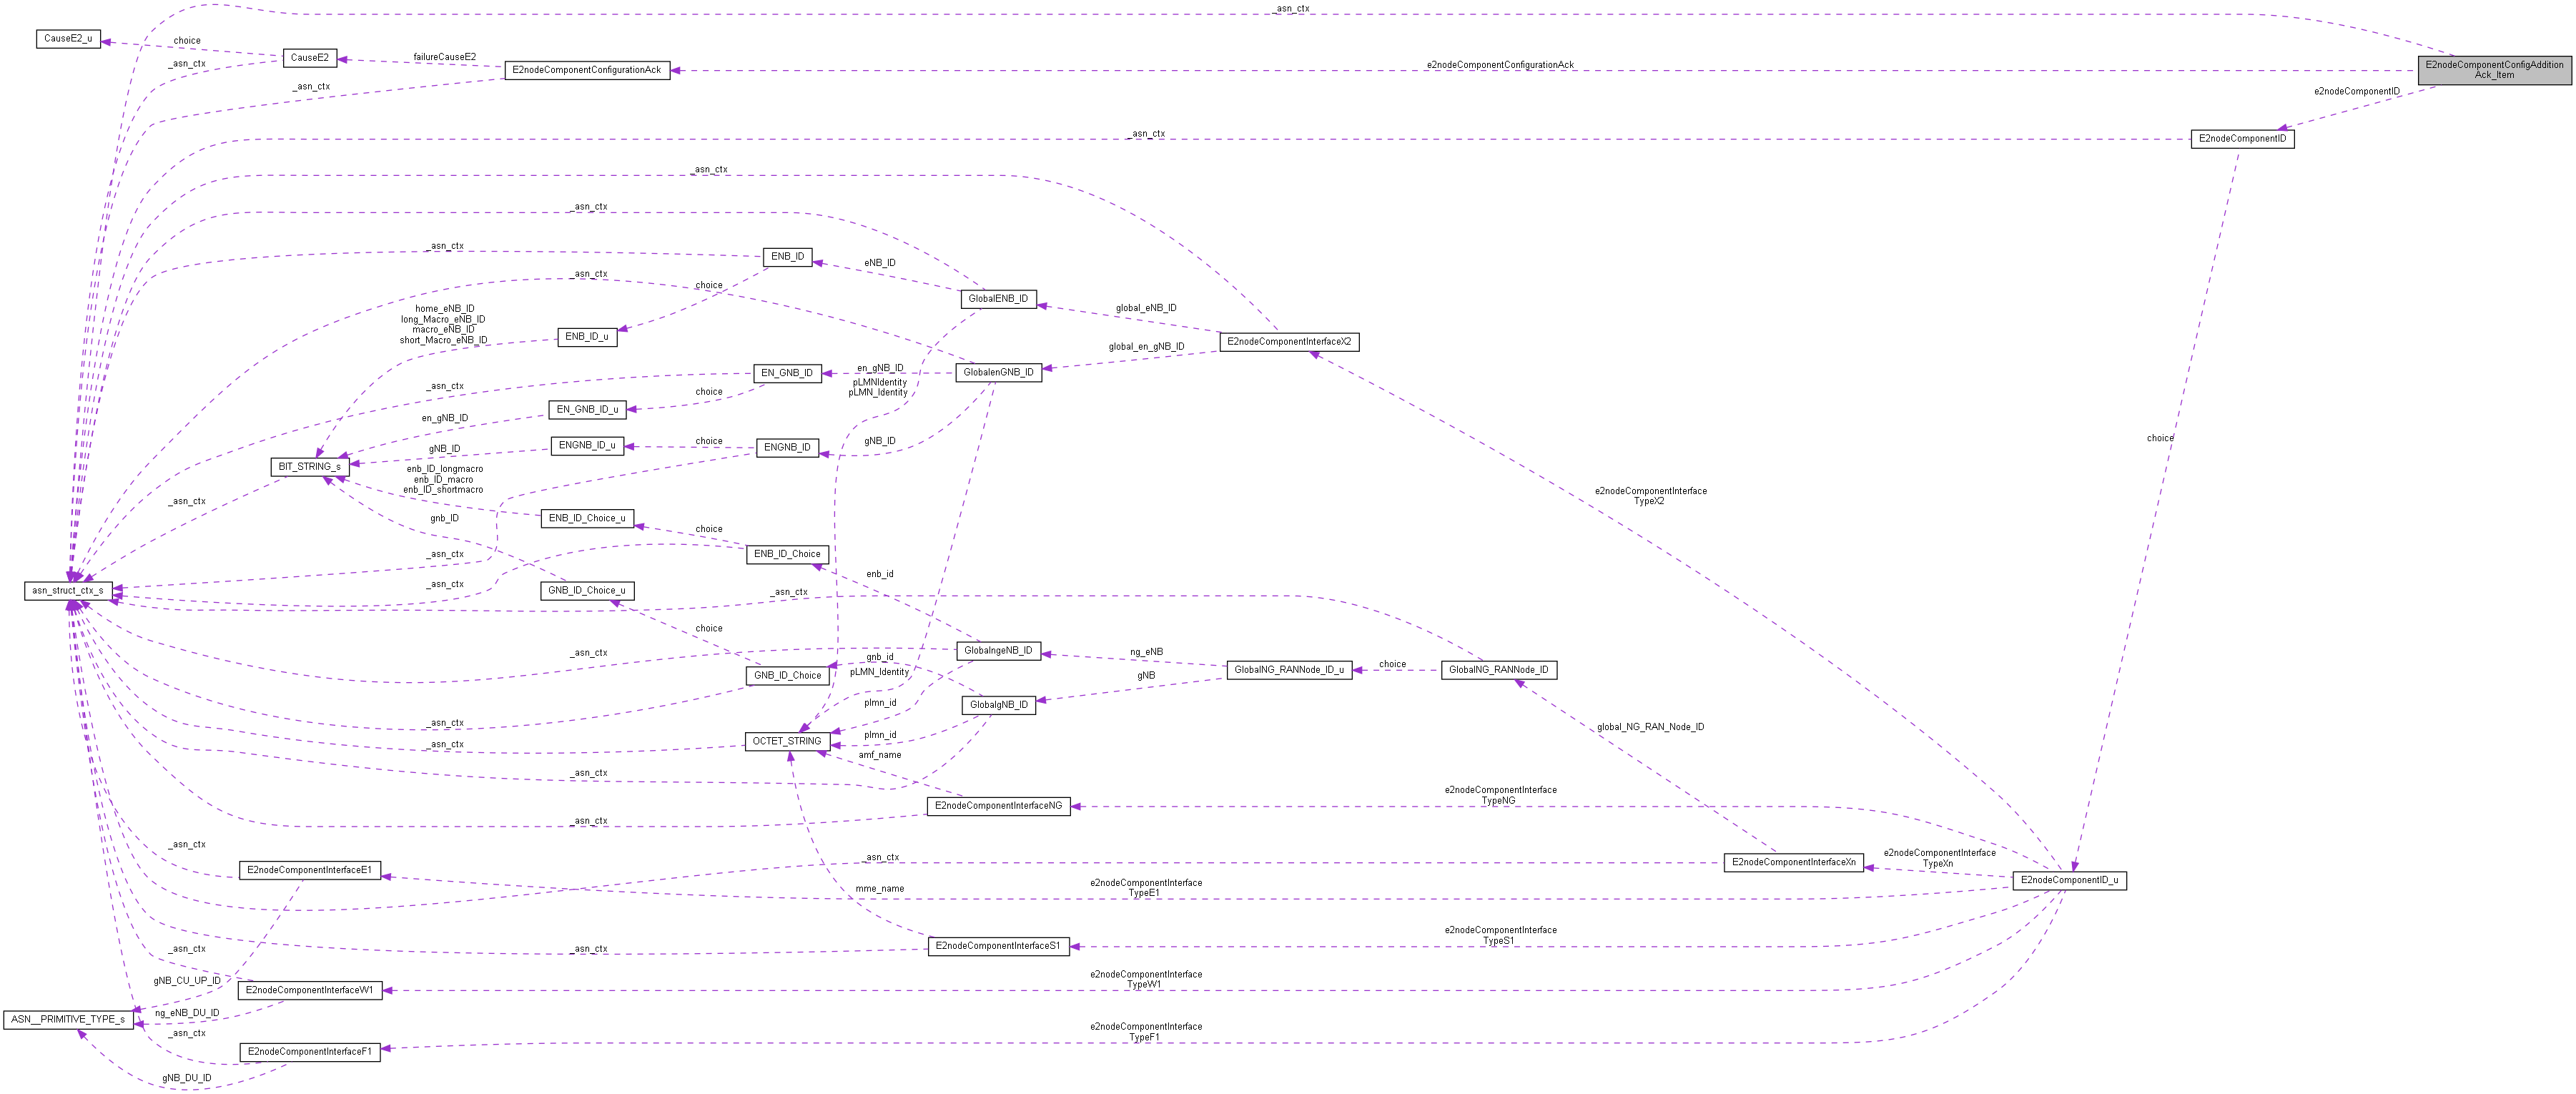 _asn_ctx
CauseE2_u
choice
CauseE2
failureCauseE2
E2nodeComponentConfigurationAck
e2nodeComponentConfigurationAck
E2nodeComponentConfigAddition
Ack_Item
_asn_ctx
_asn_ctx
e2nodeComponentID
_asn_ctx
E2nodeComponentID
_asn_ctx
_asn_ctx
_asn_ctx
ENB_ID
eNB_ID
_asn_ctx
choice
GlobalENB_ID
global_eNB_ID
home_eNB_ID
long_Macro_eNB_ID
macro_eNB_ID
short_Macro_eNB_ID
ENB_ID_u
E2nodeComponentInterfaceX2
global_en_gNB_ID
EN_GNB_ID
en_gNB_ID
GlobalenGNB_ID
_asn_ctx
choice
pLMNIdentity
pLMN_Identity
EN_GNB_ID_u
en_gNB_ID
ENGNB_ID_u
choice
ENGNB_ID
gNB_ID
choice
gNB_ID
BIT_STRING_s
enb_ID_longmacro
enb_ID_macro
enb_ID_shortmacro
e2nodeComponentInterface
TypeX2
_asn_ctx
gnb_ID
ENB_ID_Choice_u
choice
ENB_ID_Choice
_asn_ctx
enb_id
_asn_ctx
asn_struct_ctx_s
GNB_ID_Choice_u
_asn_ctx
choice
GlobalngeNB_ID
ng_eNB
_asn_ctx
gnb_id
GlobalNG_RANNode_ID_u
choice
GlobalNG_RANNode_ID
GNB_ID_Choice
pLMN_Identity
gNB
plmn_id
GlobalgNB_ID
_asn_ctx
global_NG_RAN_Node_ID
plmn_id
OCTET_STRING
_asn_ctx
amf_name
_asn_ctx
e2nodeComponentInterface
TypeNG
E2nodeComponentInterfaceNG
_asn_ctx
_asn_ctx
_asn_ctx
e2nodeComponentInterface
TypeXn
E2nodeComponentInterfaceXn
E2nodeComponentInterfaceE1
E2nodeComponentID_u
mme_name
e2nodeComponentInterface
TypeE1
e2nodeComponentInterface
TypeS1
E2nodeComponentInterfaceS1
_asn_ctx
_asn_ctx
e2nodeComponentInterface
TypeW1
gNB_CU_UP_ID
E2nodeComponentInterfaceW1
ng_eNB_DU_ID
ASN__PRIMITIVE_TYPE_s
_asn_ctx
e2nodeComponentInterface
TypeF1
E2nodeComponentInterfaceF1
gNB_DU_ID